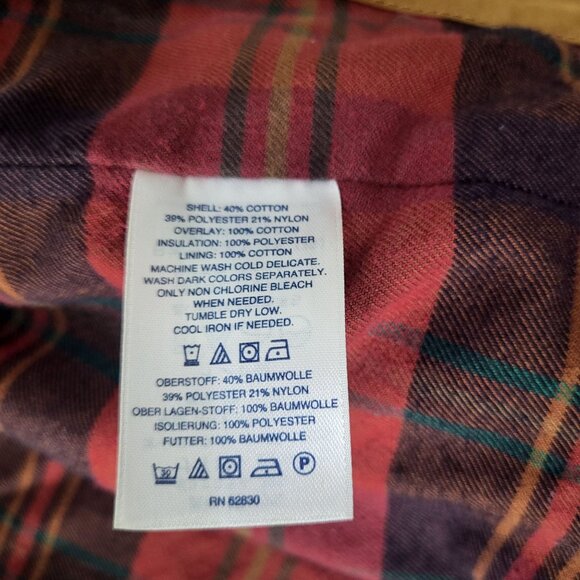 SHELL: 40% COTTON
39% POLYESTER 21% NYLON
OVERLAY: 100% COTTON
INSULATION: 100% POLYESTER
LINING: 100% COTTON
MACHINE WASH COLD DELICATE.
WASH DARK COLORS SEPARATELY.
ONLY NON CHLORINE BLEACH
WHEN NEEDED.
TUMBLE DRY LOW.
COOL IRON IF NEEDED.
OBERSTOFF: 40% BAUMWOLLE
39% POLYESTER 21% NYLON
OBER LAGEN-STOFF: 100% BAUMWOLLE
ISOLIERUNG: 100% POLYESTER
FUTTER: 100% BAUMWOLLE
30 P
RN 62830